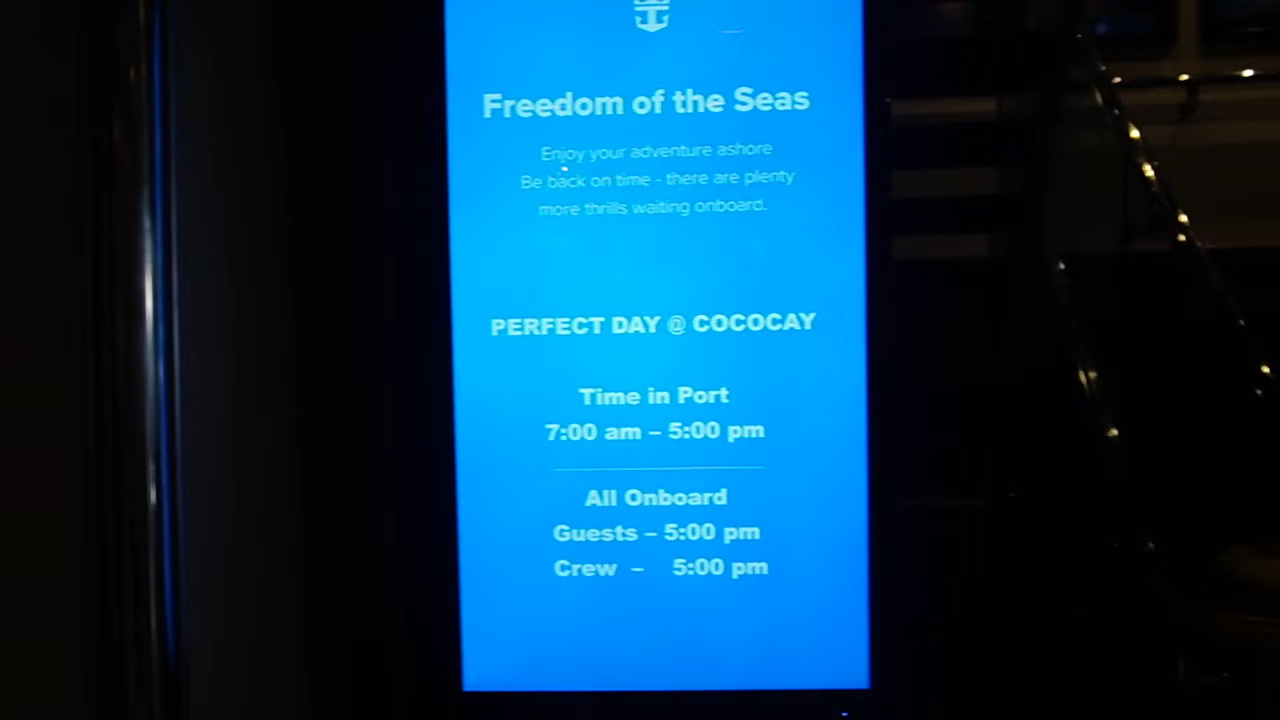 Freedom of the Seas
Enjoy your adventure ashore
Be back on time - there are plenty
more thrills waiting onboard.
PERFECT DAY @ COCOCAY
Time in Port
7:00 am – 5:00 pm
All Onboard
Guests – 5:00 pm
Crew – 5:00 pm